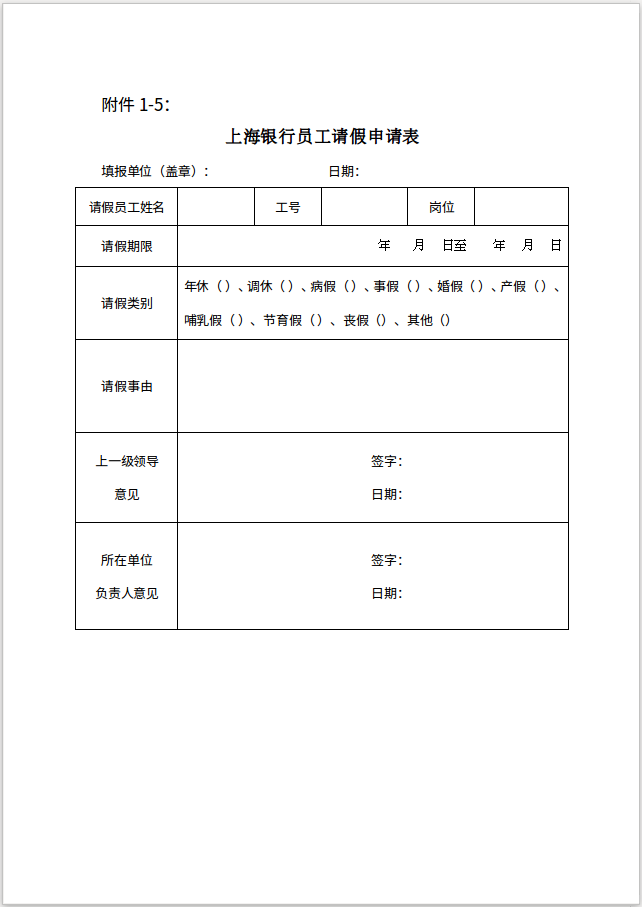 附件 1-5：
上海银行员工请假申请表
填报单位（盖章）： 日期：
请假员工姓名 工号 岗位
请假期限 年 月 日至 年 月 日
请假类别
年休（ ）、调休（ ）、病假（ ）、事假（ ）、婚假（ ）、产假（ ）、
哺乳假（ ）、节育假（ ）、丧假（）、其他（）
请假事由
上一级领导
意见
签字：
日期：
所在单位
负责人意见
签字：
日期：